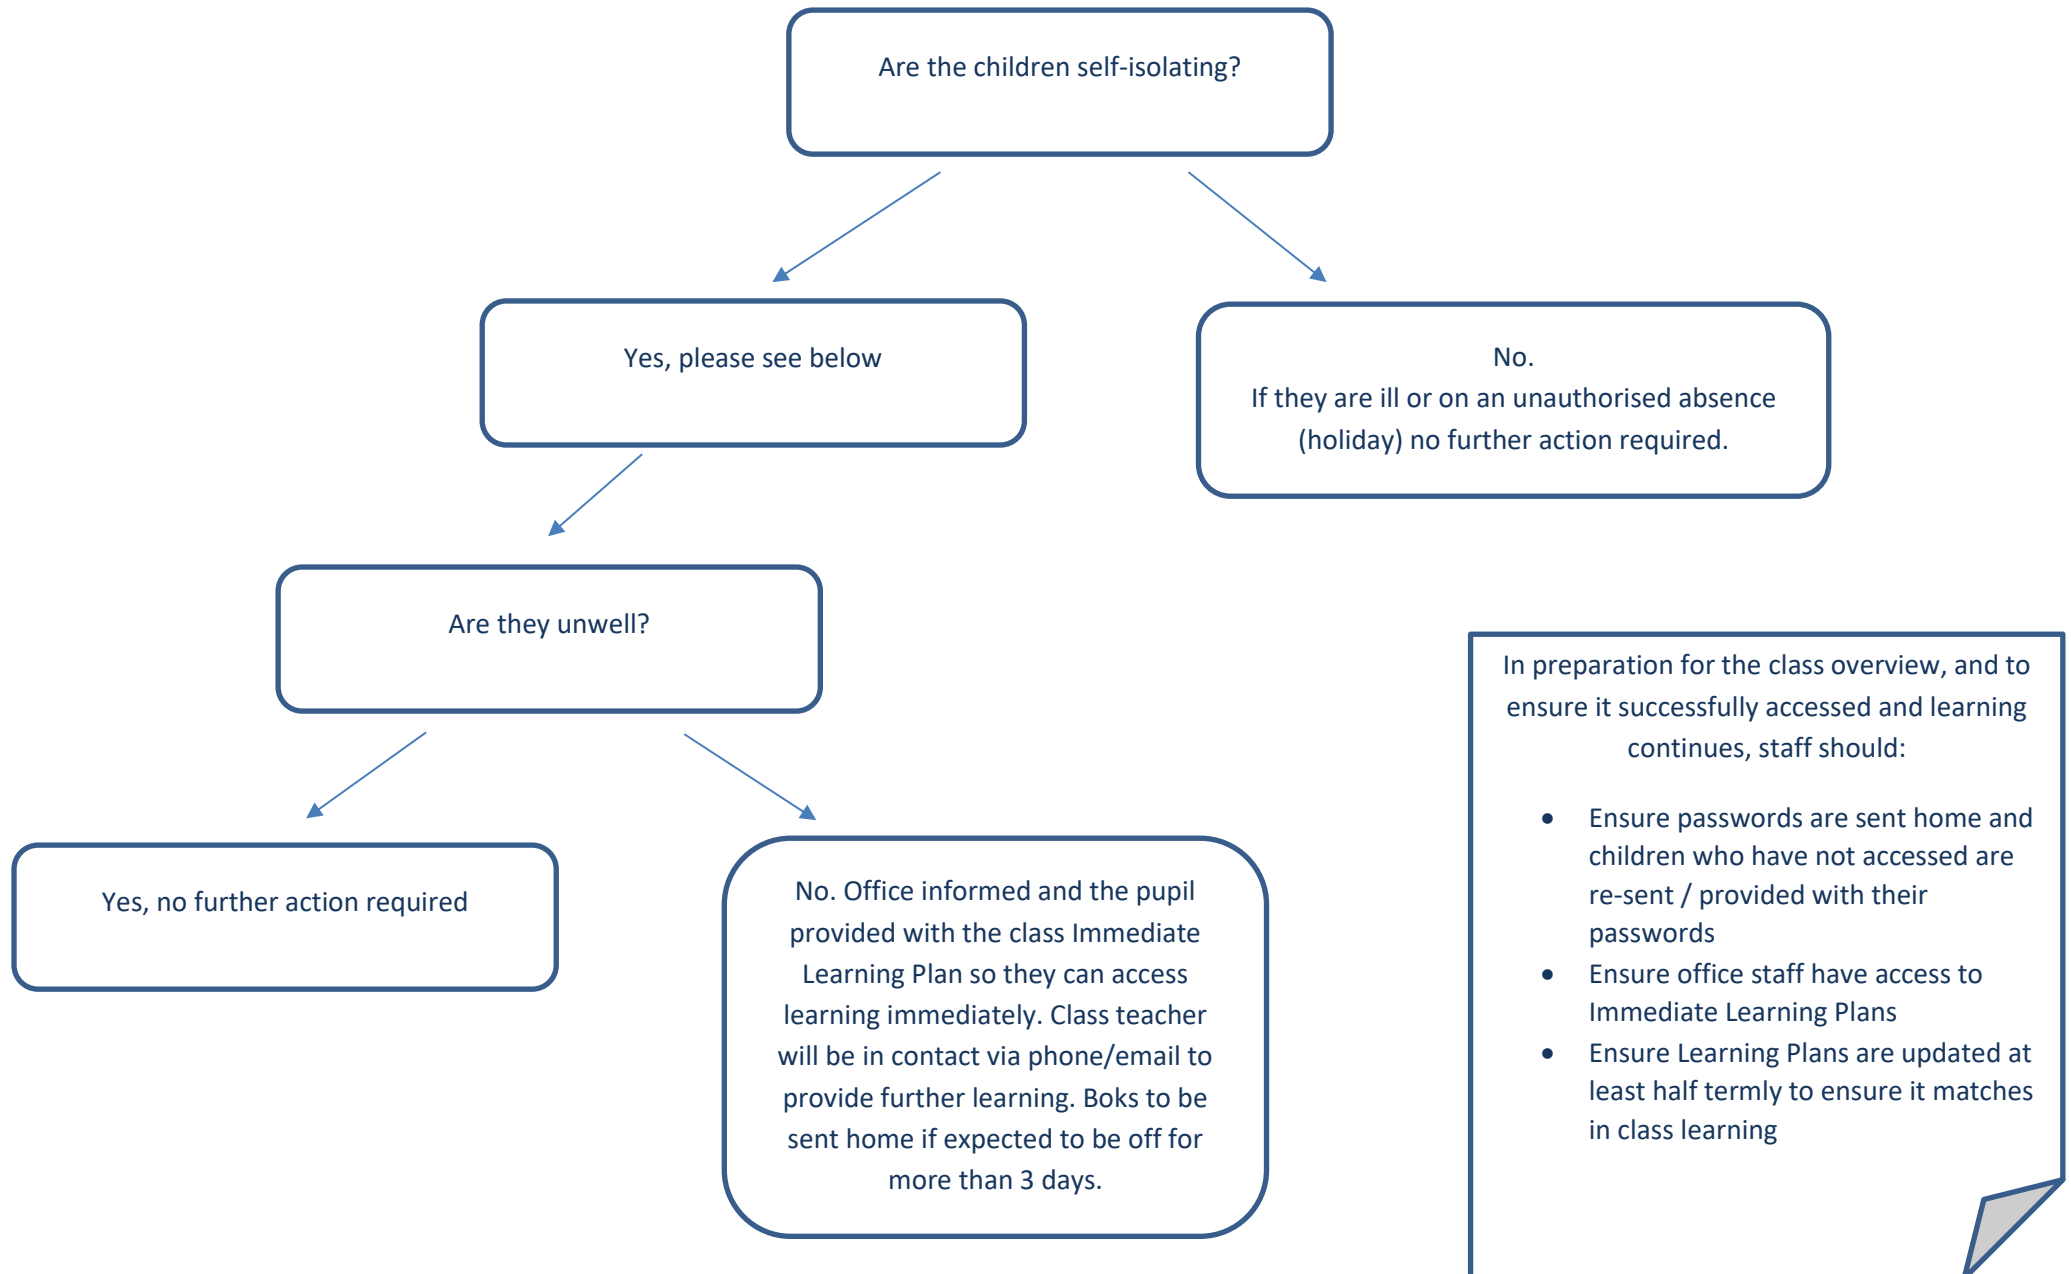 Are the children self-isolating?
Yes, please see below
No.
If they are ill or on an unauthorised absence
(holiday) no further action required.
Are they unwell?
Yes, no further action required
No. Office informed and the pupil
provided with the class Immediate
Learning Plan so they can access
learning immediately. Class teacher
will be in contact via phone/email to
provide further learning. Boks to be
sent home if expected to be off for
more than 3 days.
In preparation for the class overview, and to
ensure it successfully accessed and learning
continues, staff should:
• Ensure passwords are sent home and
children who have not accessed are
re-sent / provided with their
passwords
• Ensure office staff have access to
Immediate Learning Plans
• Ensure Learning Plans are updated at
least half termly to ensure it matches
in class learning